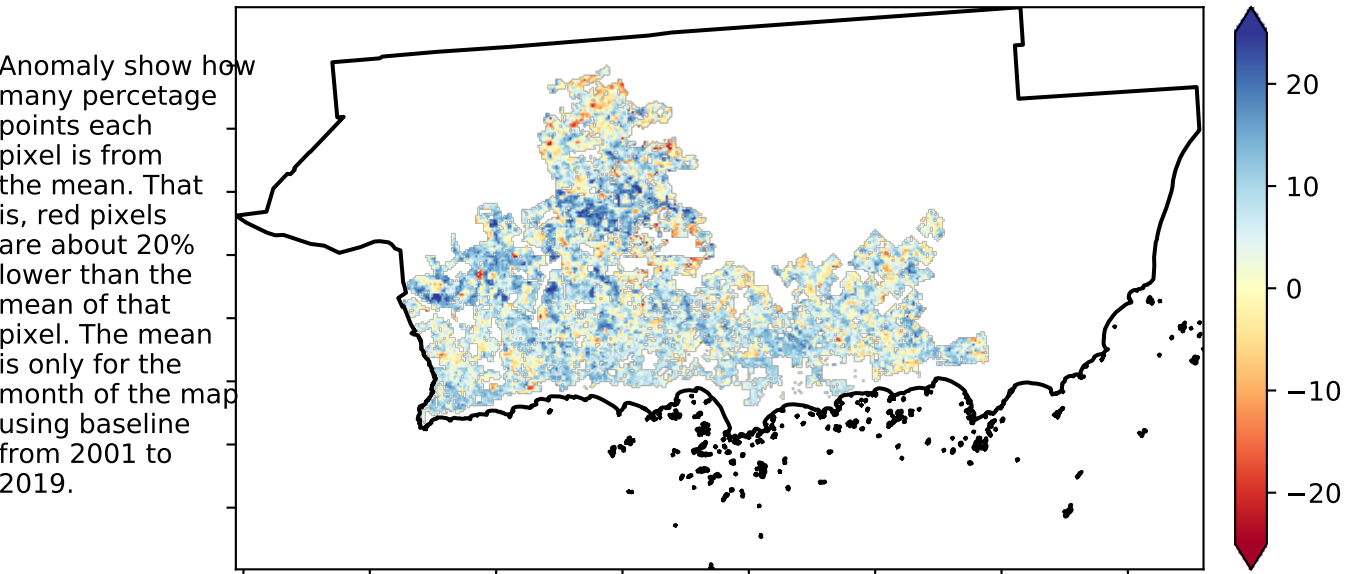 Anomaly show how
many percetage
points each
pixel is from
the mean. That
is, red pixels
are about 20%
lower than the
mean of that
pixel. The mean
is only for the
month of the map
using baseline
from 2001 to
2019.
20
10
0
−10
−20